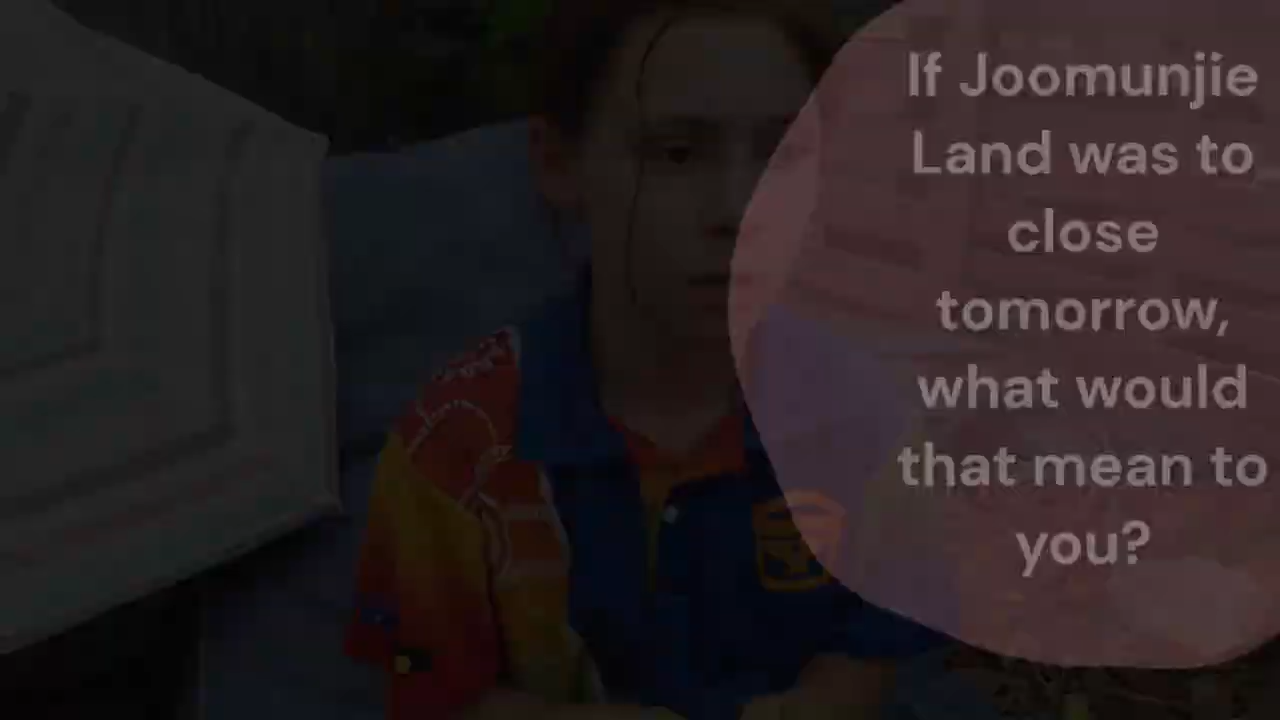 If Joomunjie
Land was to
close
tomorrow,
what would
that mean to
you?